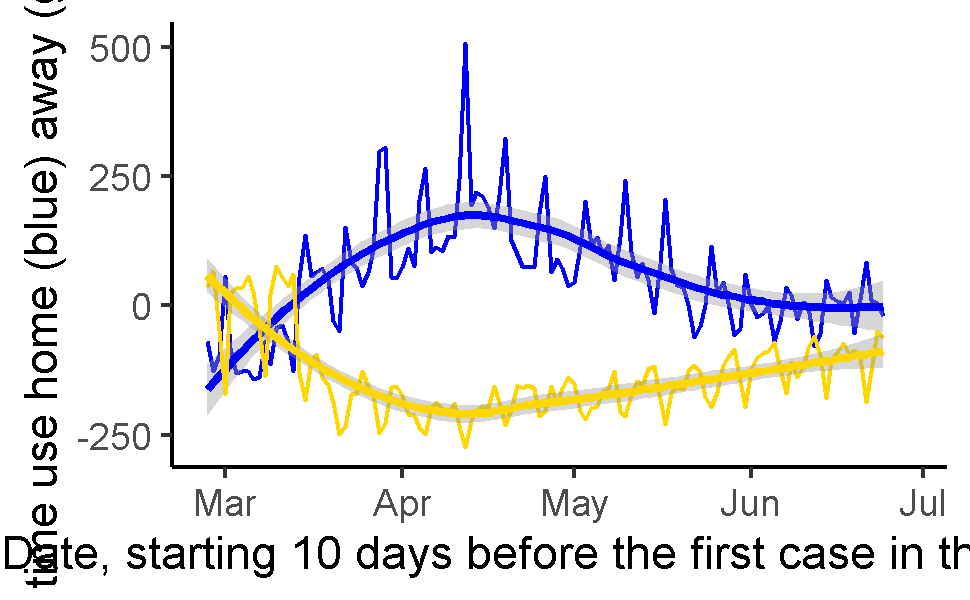 time use home (blue) away (
500
250
0
-250
Mar Apr May Jun Jul
Date, starting 10 days before the first case in th